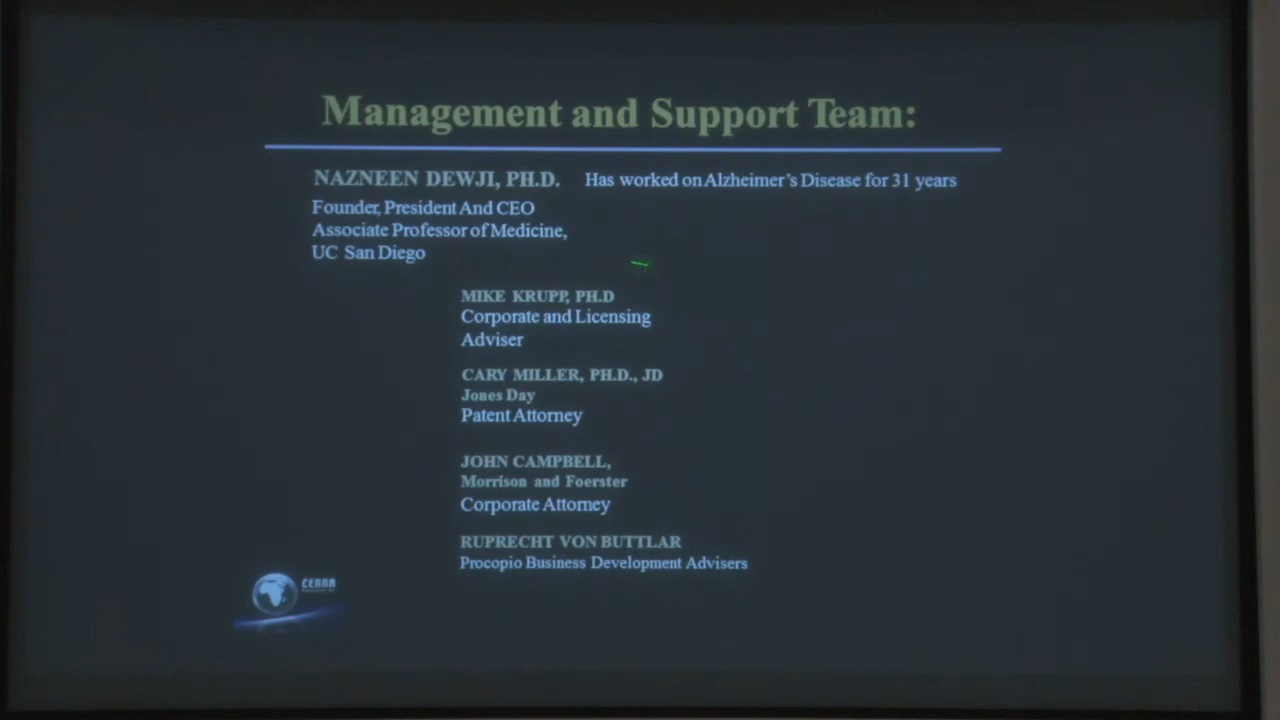 Management and Support Team:
NAZNEEN DEWJI, PH.D. Has worked on Alzheimer's Disease for 31 years
Founder, President And CEO
Associate Professor of Medicine,
UC San Diego
MIKE KRUPP, PH.D
Corporate and Licensing
Adviser
CARY MILLER, PH.D., JD
Jones Day
Patent Attorney
JOHN CAMPBELL,
Morrison and Foerster
Corporate Attorney
RUPRECHT VON BUTTLAR
Procopio Business Development Advisers
CENNA